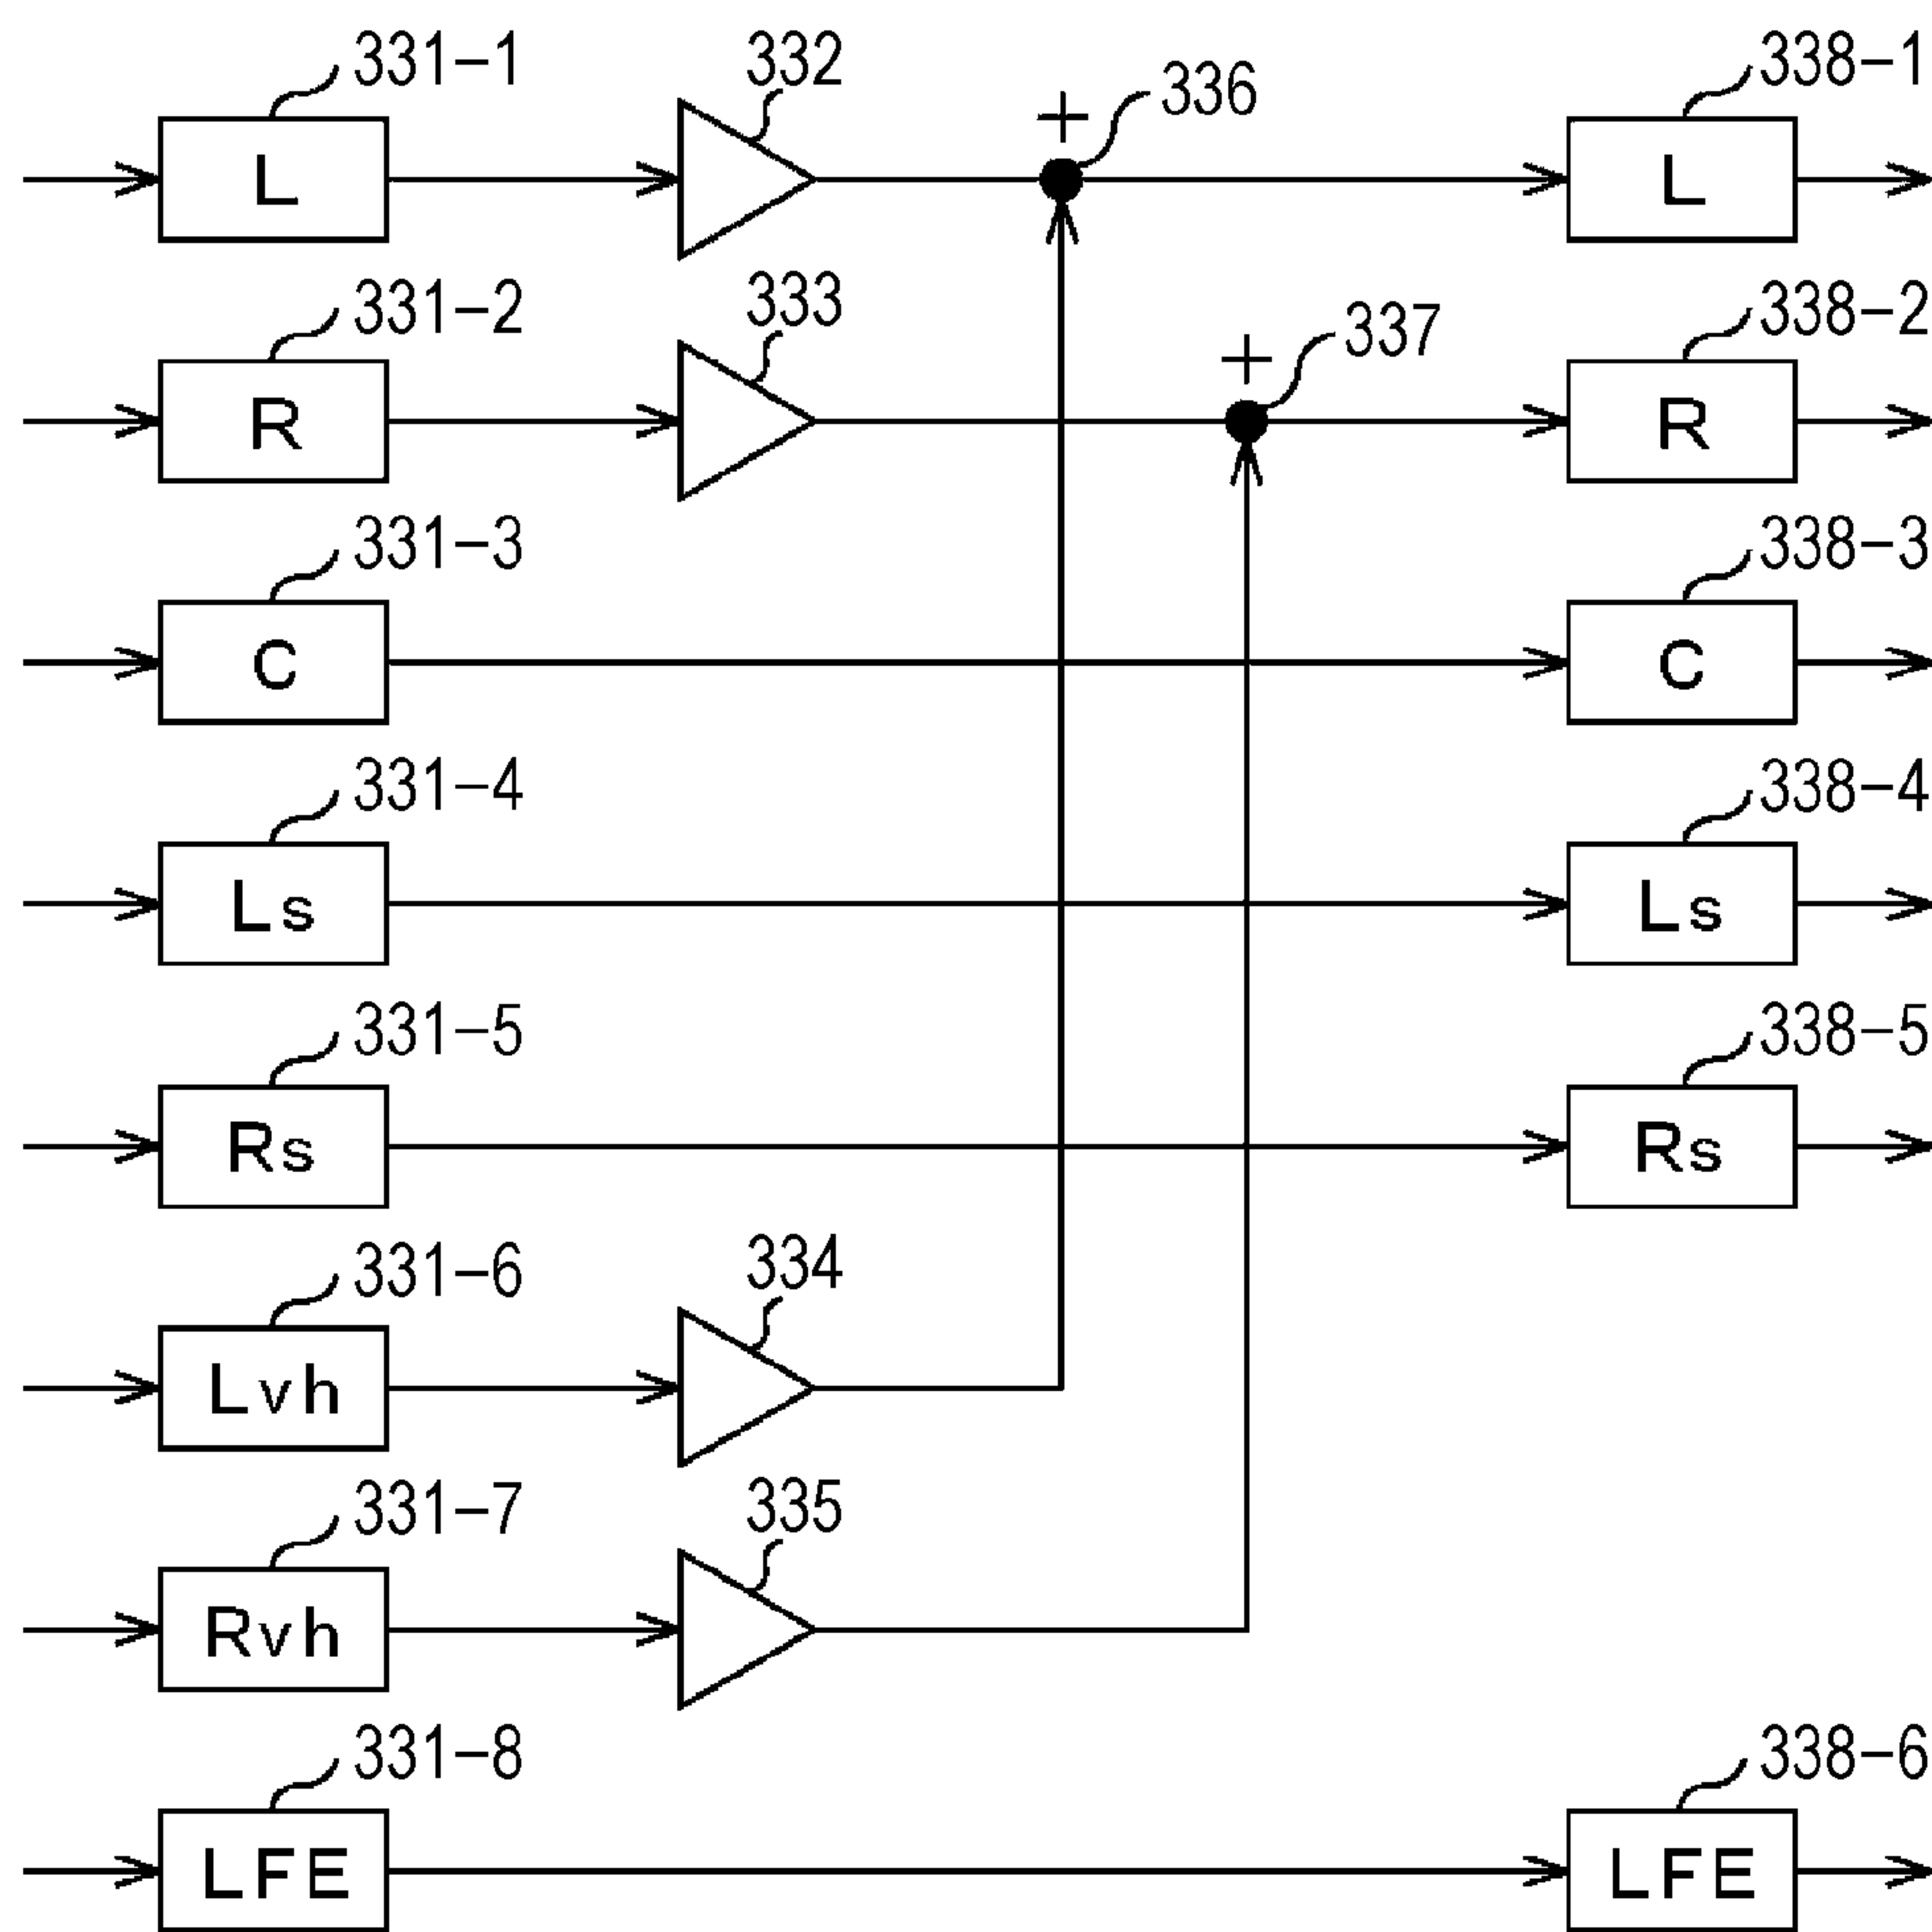 331-1 332 336 338-1
+
L L
331-2 333 337 338-2
+
R R
331-3 338-3
C C
331-4 338-4
Ls Ls
331-5 338-5
Rs Rs
331-6 334
Lvh
331-7 335
Rvh
331-8 338-6
LFE LFE